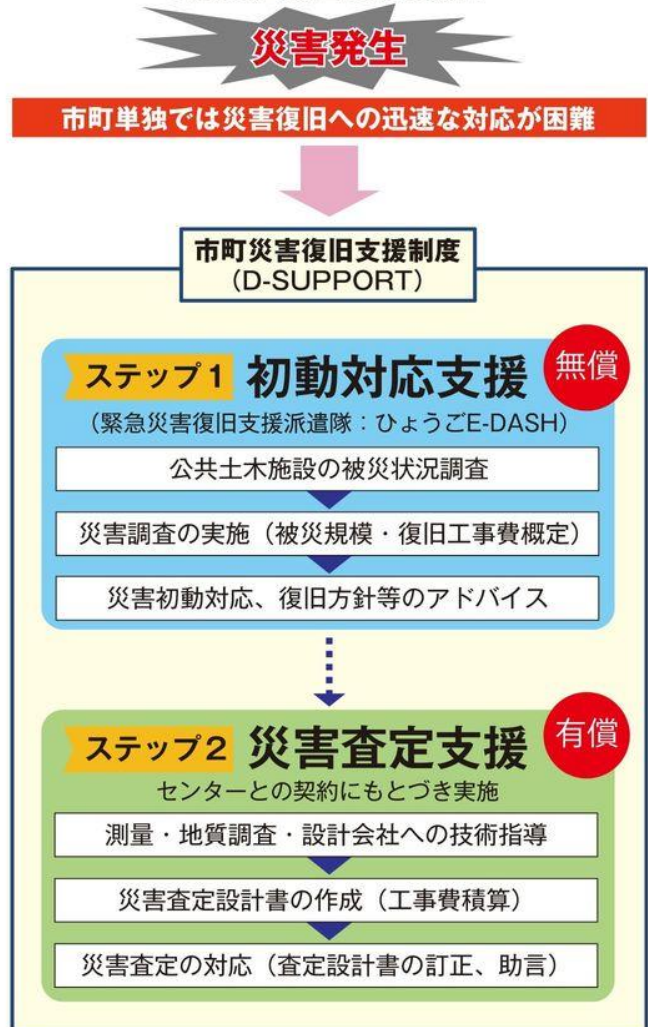 災害発生
市町単独では災害復旧への迅速な対応が困難
市町災害復旧支援制度
(D-SUPPORT)
ステップ1 初動対応支援 無償
(緊急災害復旧支援派遣隊：ひょうごE-DASH)
公共土木施設の被災状況調査
災害調査の実施(被災規模・復旧工事費概定)
災害初動対応、復旧方針等のアドバイス
ステップ2 災害査定支援 有償
センターとの契約にもとづき実施
測量・地質調査・設計会社への技術指導
災害査定設計書の作成(工事費積算)
災害査定の対応(査定設計書の訂正、助言)